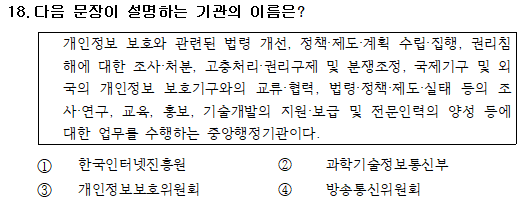 18. 다음 문장이 설명하는 기관의 이름은?
개인정보 보호와 관련된 법령 개선, 정책·제도·계획 수립·집행, 권리침
해에 대한 조사·처분, 고충처리·권리구제 및 분쟁조정, 국제기구 및 외
국의 개인정보 보호기구와의 교류·협력, 법령·정책·제도·실태 등의 조
사·연구, 교육, 홍보, 기술개발의 지원·보급 및 전문인력의 양성 등에
대한 업무를 수행하는 중앙행정기관이다.
① 한국인터넷진흥원 ② 과학기술정보통신부
③ 개인정보보호위원회 ④ 방송통신위원회